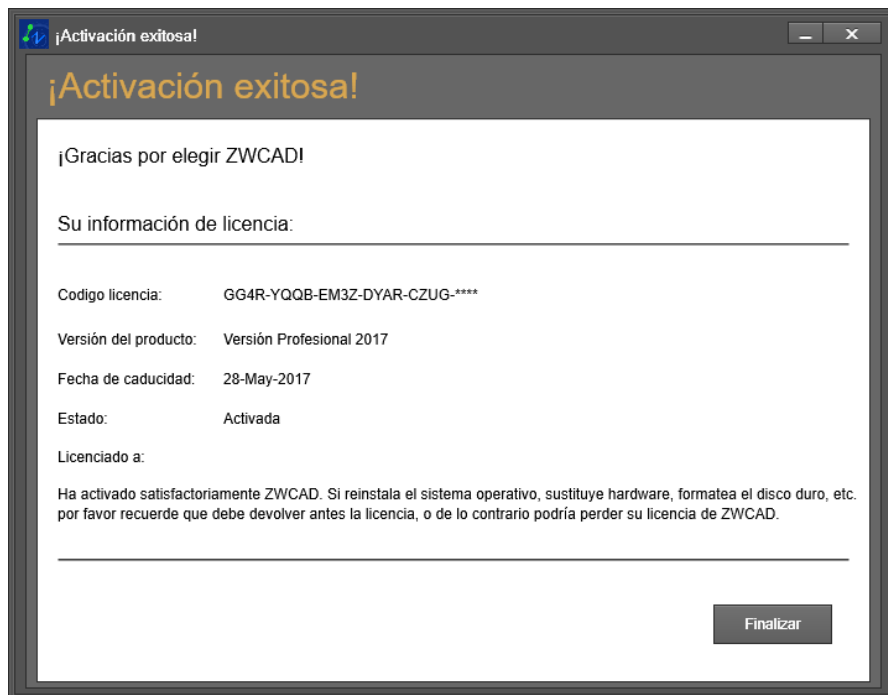 ¡Activación exitosa!
¡Activación exitosa!
¡Gracias por elegir ZWCAD!
Su información de licencia:
Codigo licencia: GG4R-YQQB-EM3Z-DYAR-CZUG-****
Versión del producto: Versión Profesional 2017
Fecha de caducidad: 28-May-2017
Estado: Activada
Licenciado a:
Ha activado satisfactoriamente ZWCAD. Si reinstala el sistema operativo, sustituye hardware, formatea el disco duro, etc.
por favor recuerde que debe devolver antes la licencia, o de lo contrario podría perder su licencia de ZWCAD.
Finalizar